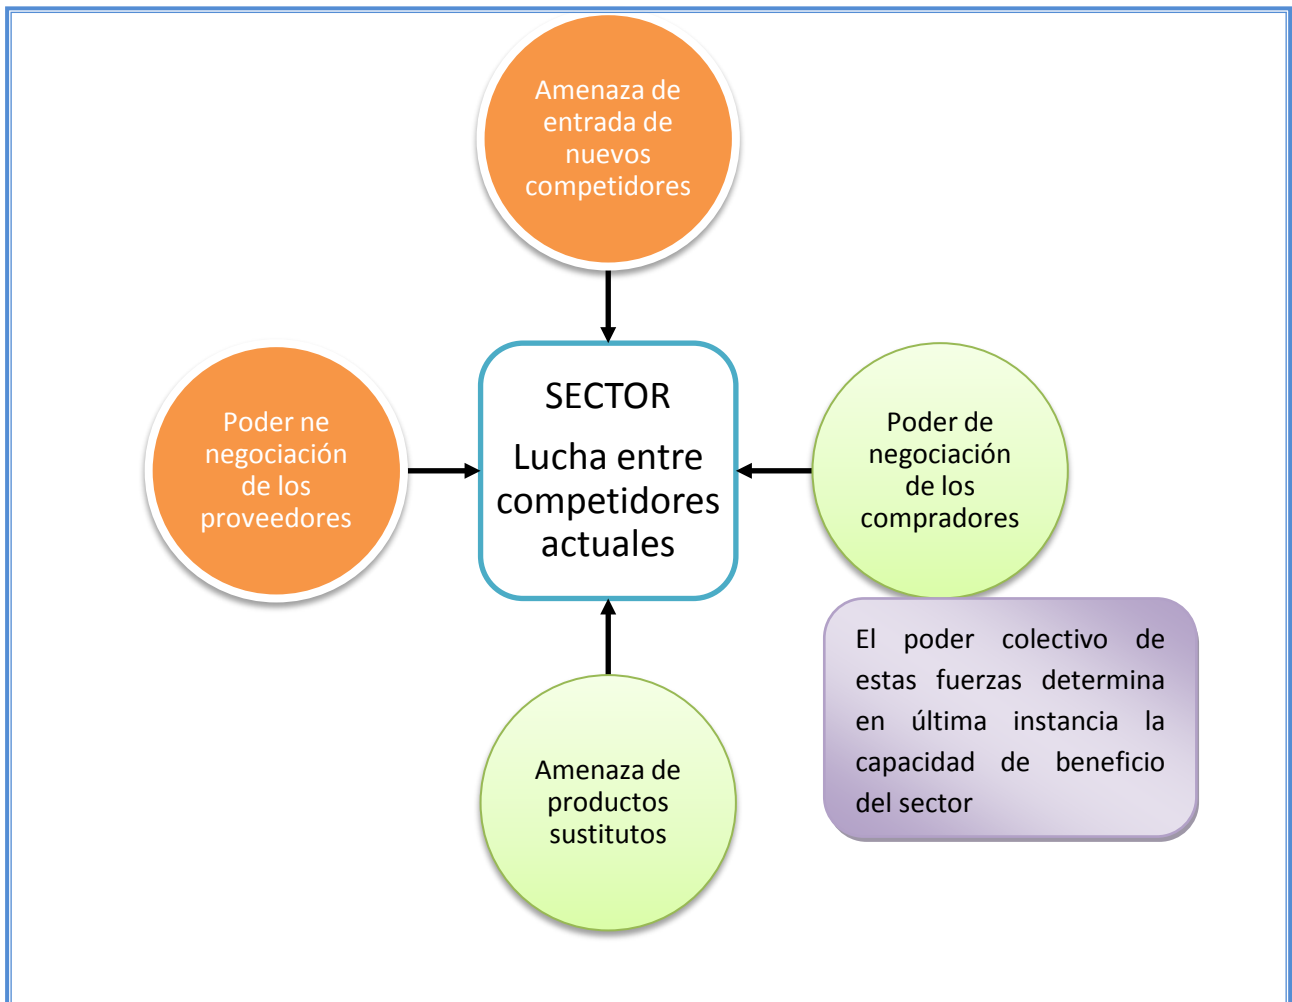 Amenaza de
entrada de
nuevos
competidores
Poder ne
negociación
de los
proveedores
SECTOR
Lucha entre
competidores
actuales
Poder de
negociación
de los
compradores
El poder colectivo de
estas fuerzas determina
en última instancia la
capacidad de beneficio
del sector
Amenaza de
productos
sustitutos